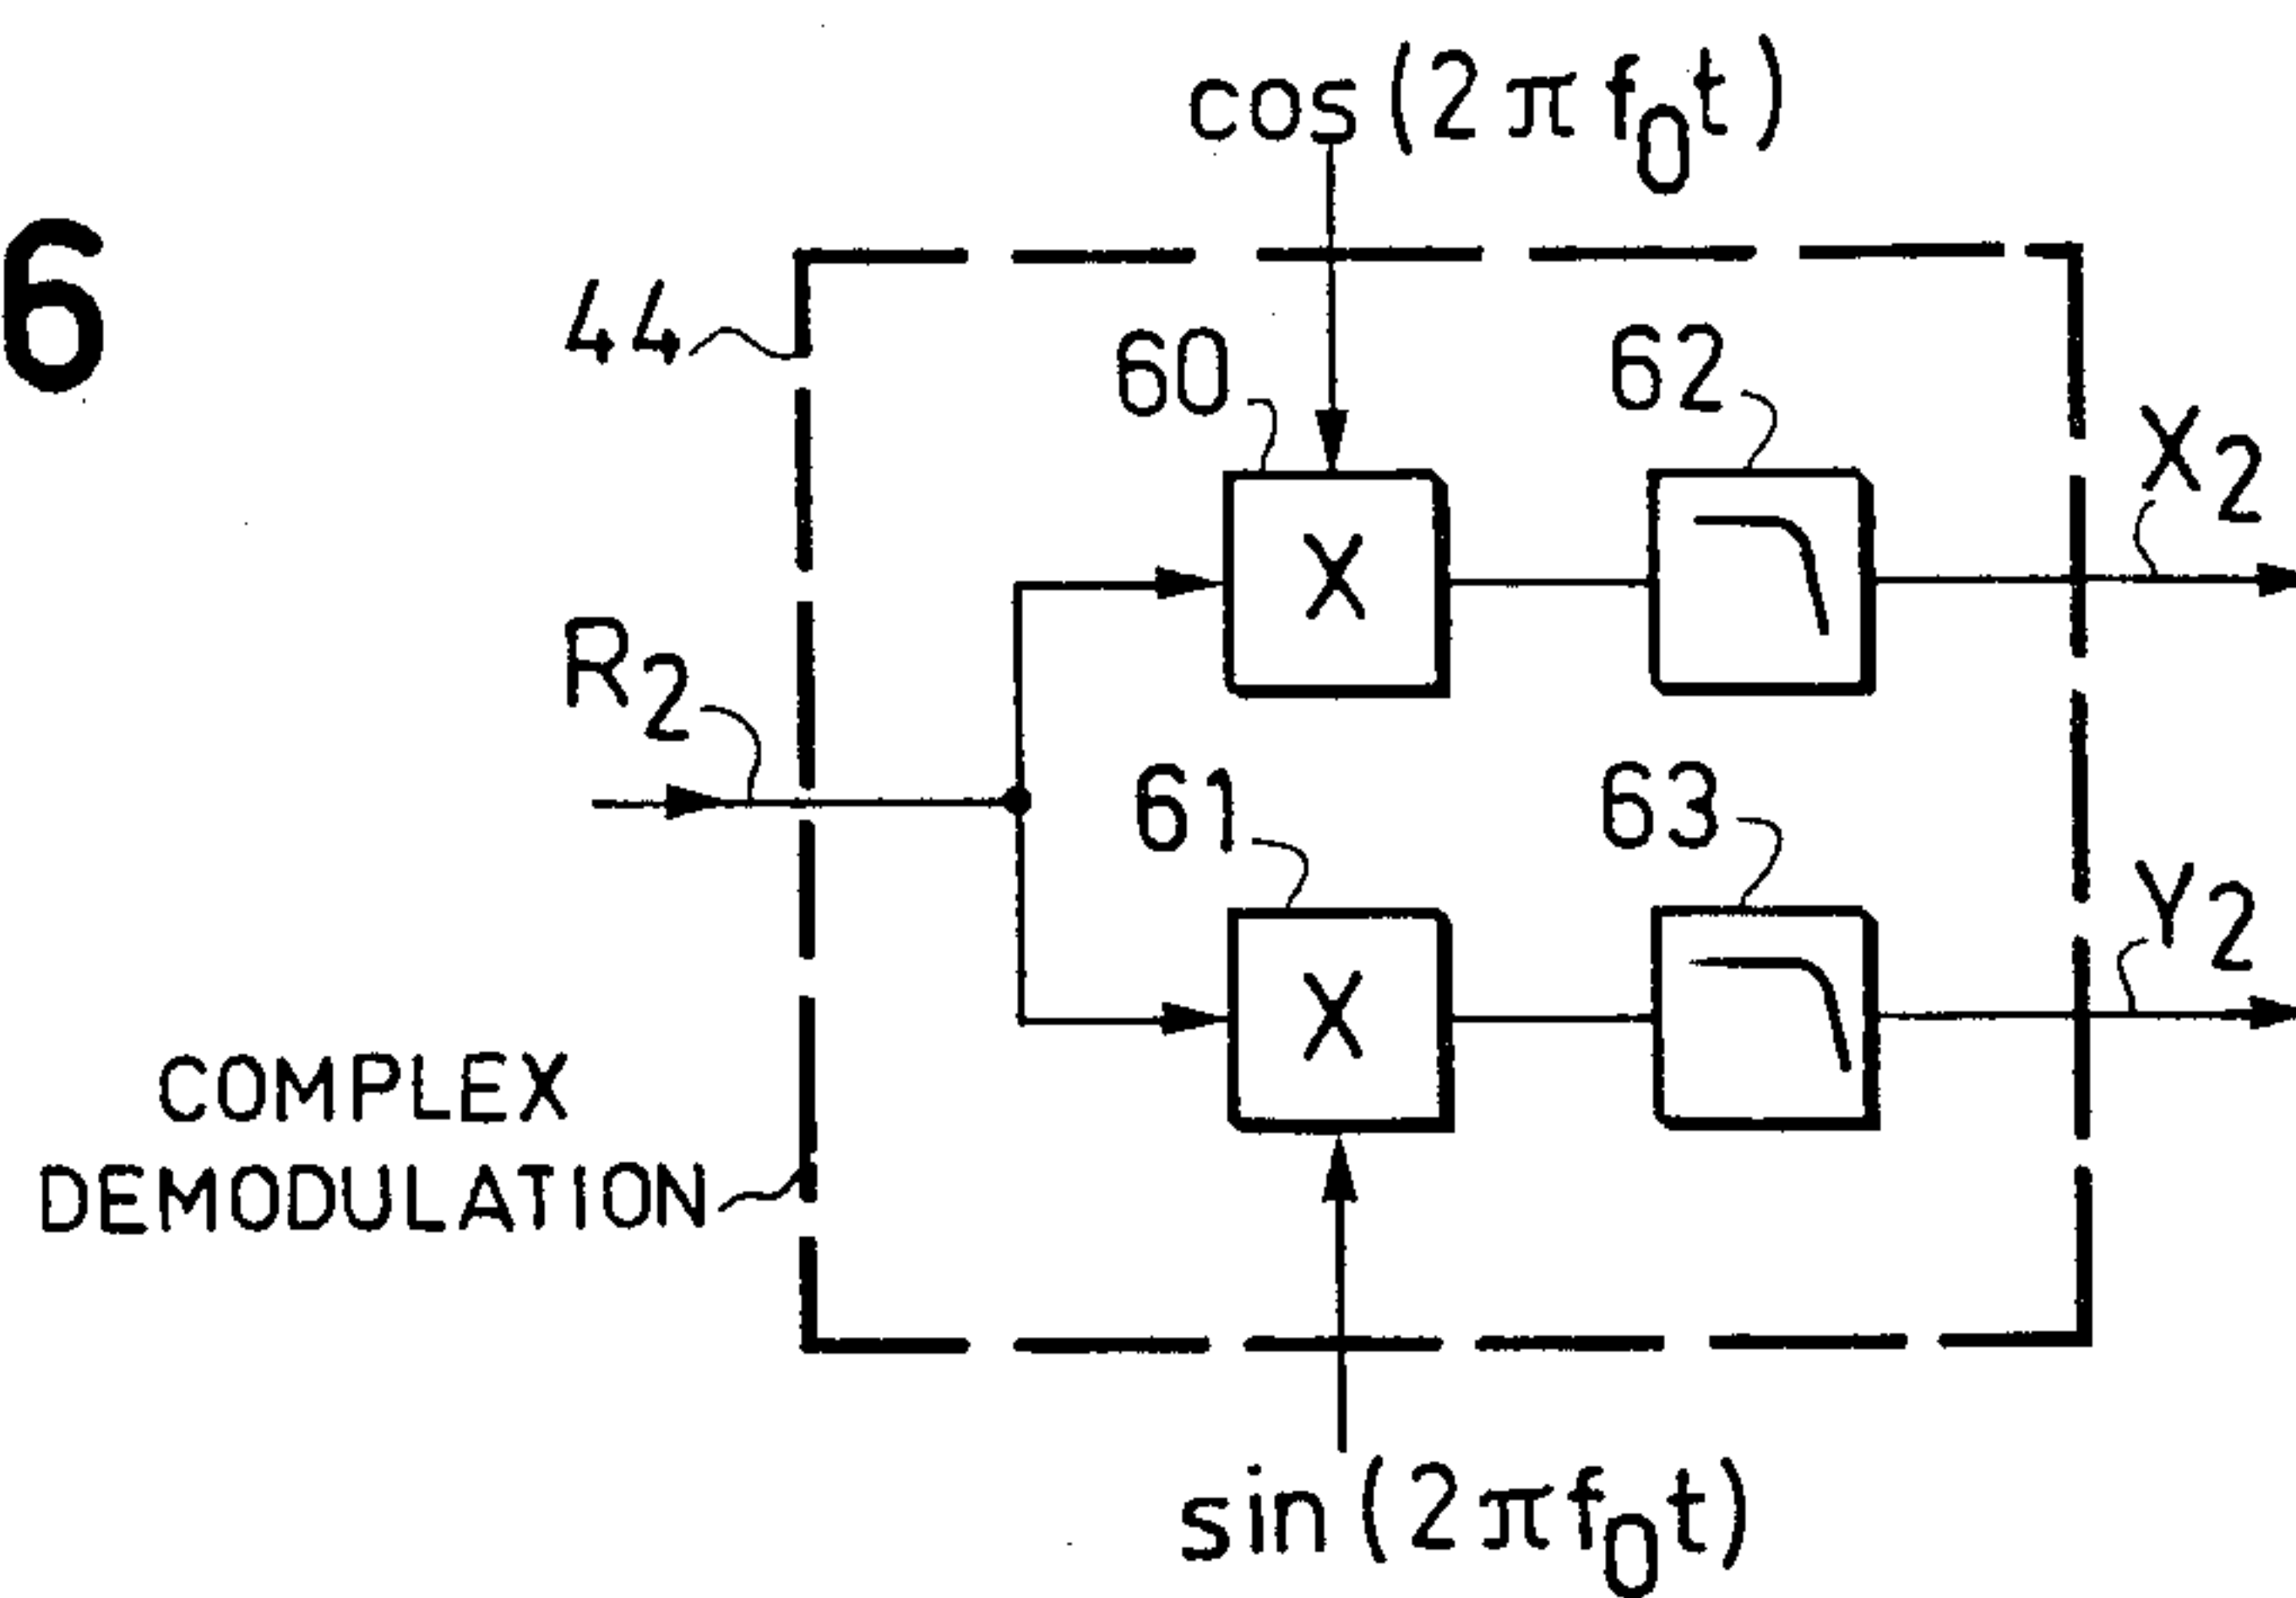 6
cos(2πf₀t)
44
60
62
X
X₂
R₂
61
63
X
Y₂
COMPLEX
DEMODULATION
sin(2πf₀t)